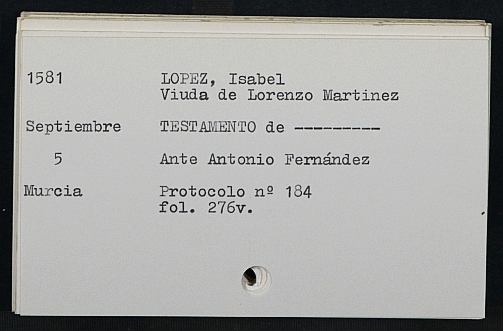 1581 LOPEZ, Isabel
Viuda de Lorenzo Martinez
Septiembre TESTAMENTO de ---------
5 Ante Antonio Fernández
Murcia Protocolo nº 184
fol. 276v.